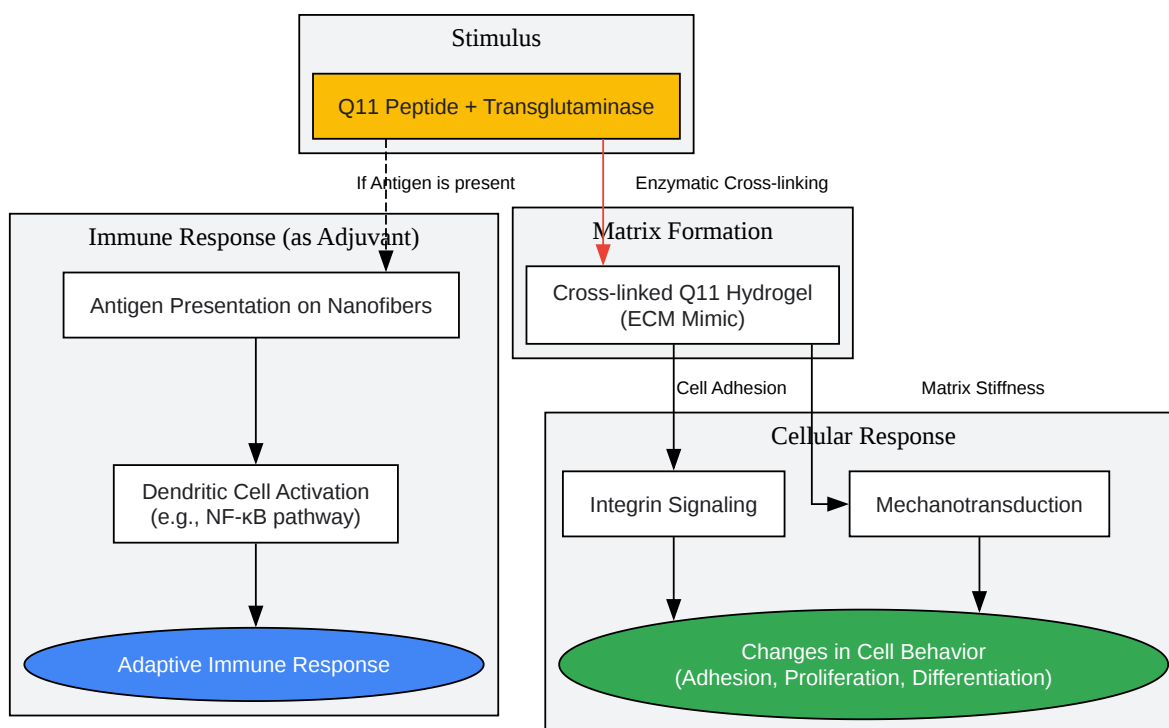 Stimulus
Q11 Peptide + Transglutaminase
If Antigen is present
Enzymatic Cross-linking
Immune Response (as Adjuvant)
Antigen Presentation on Nanofibers
Dendritic Cell Activation
(e.g., NF-κB pathway)
Adaptive Immune Response
Matrix Formation
Cross-linked Q11 Hydrogel
(ECM Mimic)
Cell Adhesion
Matrix Stiffness
Cellular Response
Integrin Signaling
Mechanotransduction
Changes in Cell Behavior
(Adhesion, Proliferation, Differentiation)